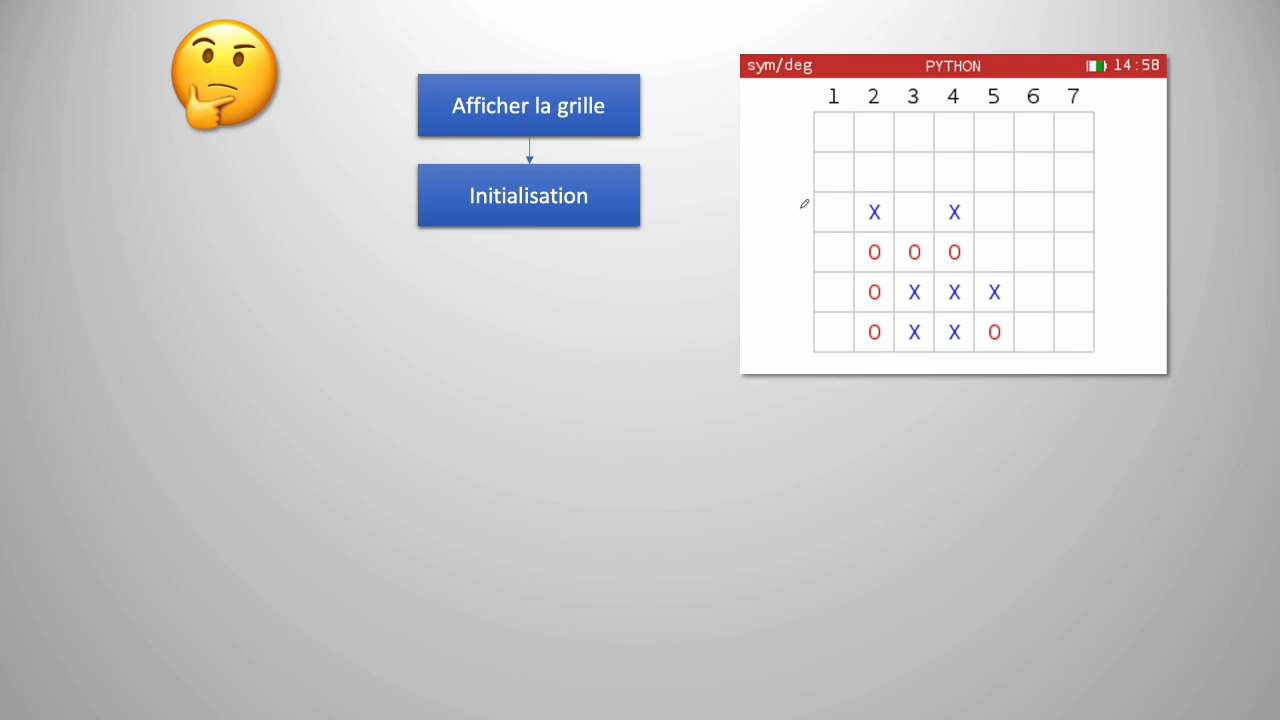 Afficher la grille
Initialisation
sym/deg PYTHON 14:58
1 2 3 4 5 6 7
X X
O O O
O X X X
O X X O